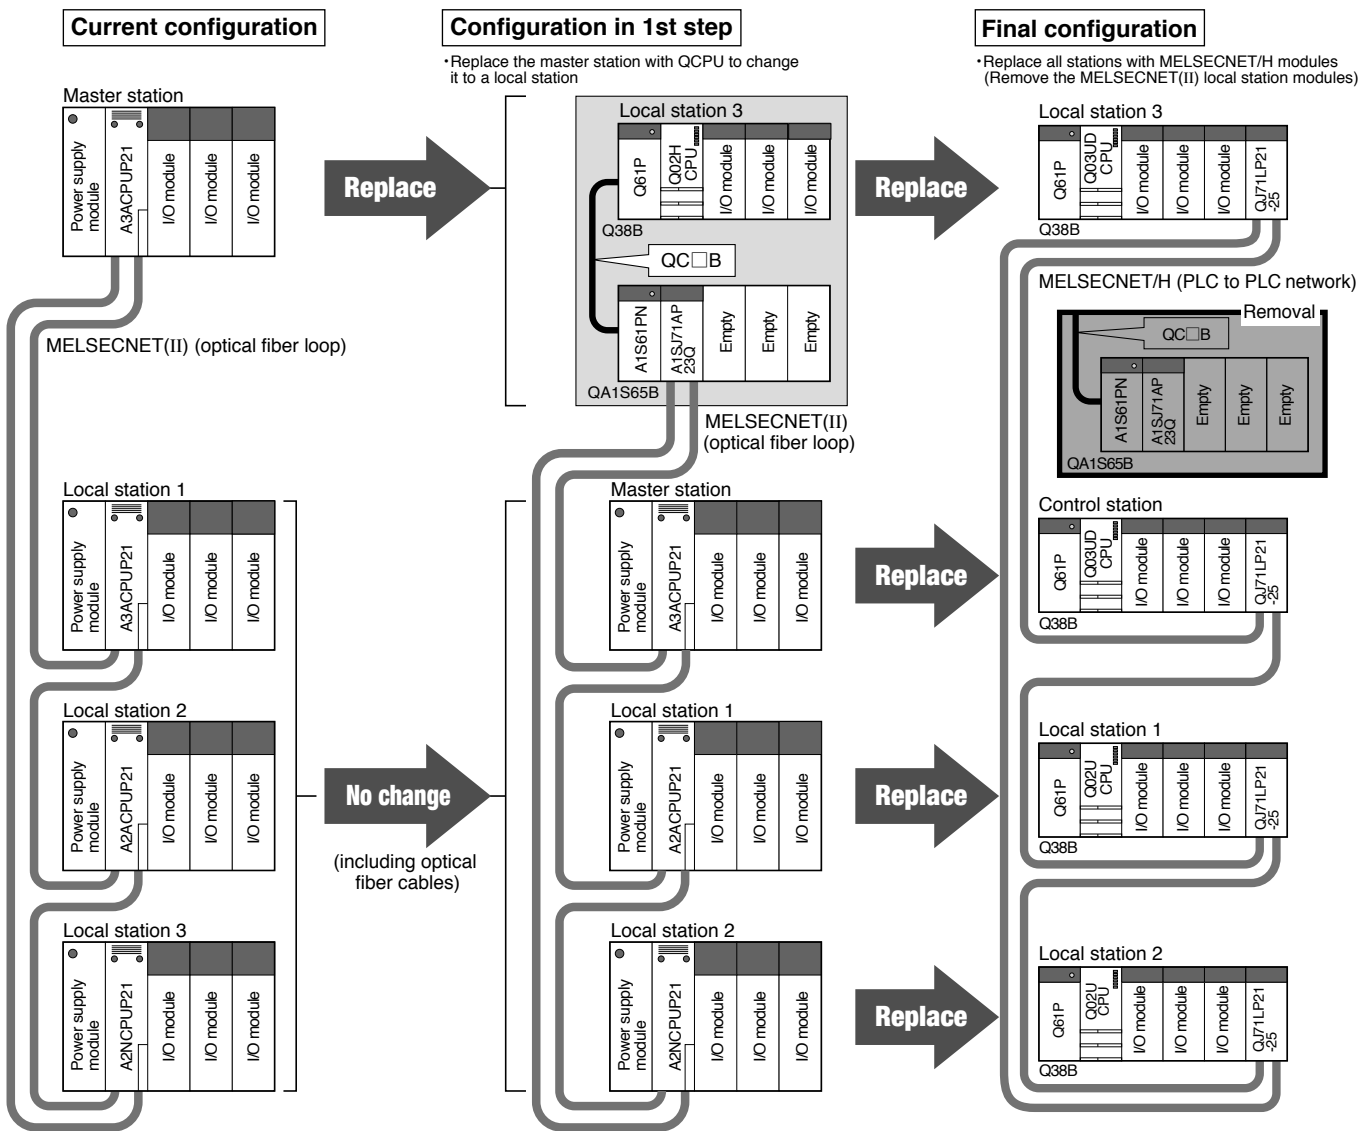 Current configuration
Master station
Power supply
module
A3ACPUP21
I/O module
I/O module
I/O module
MELSECNET(II) (optical fiber loop)
Local station 1
Power supply
module
A3ACPUP21
I/O module
I/O module
I/O module
Local station 2
Power supply
module
A2ACPUP21
I/O module
I/O module
I/O module
Local station 3
Power supply
module
A2NCPUP21
I/O module
I/O module
I/O module
Replace
No change
(including optical
fiber cables)
Configuration in 1st step
・Replace the master station with QCPU to change
it to a local station
Local station 3
Q61P
Q02H
CPU
I/O module
I/O module
I/O module
Q38B
QC□B
A1S61PN
A1SJ71AP
23Q
Empty
Empty
Empty
QA1S65B
MELSECNET(II)
(optical fiber loop)
Master station
Power supply
module
A3ACPUP21
I/O module
I/O module
I/O module
Local station 1
Power supply
module
A2ACPUP21
I/O module
I/O module
I/O module
Local station 2
Power supply
module
A2NCPUP21
I/O module
I/O module
I/O module
Replace
Replace
Replace
Replace
Final configuration
・Replace all stations with MELSECNET/H modules
(Remove the MELSECNET(II) local station modules)
Local station 3
Q61P
Q03UD
CPU
I/O module
I/O module
I/O module
QJ71LP21
-25
Q38B
MELSECNET/H (PLC to PLC network)
Removal
QC□B
A1S61PN
A1SJ71AP
23Q
Empty
Empty
Empty
QA1S65B
Control station
Q61P
Q03UD
CPU
I/O module
I/O module
I/O module
QJ71LP21
-25
Q38B
Local station 1
Q61P
Q02U
CPU
I/O module
I/O module
I/O module
QJ71LP21
-25
Q38B
Local station 2
Q61P
Q02U
CPU
I/O module
I/O module
I/O module
QJ71LP21
-25
Q38B